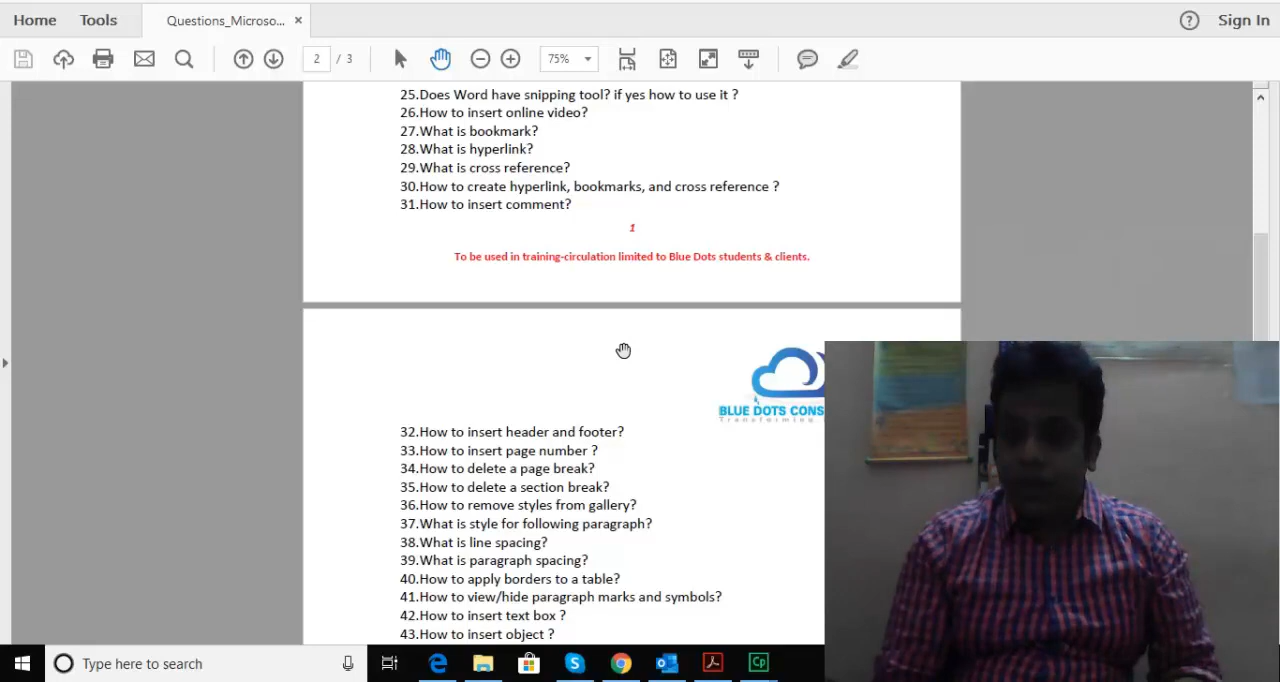 Home Tools Questions_Microso... × Sign In
2 / 3 75%
25.Does Word have snipping tool? if yes how to use it ?
26.How to insert online video?
27.What is bookmark?
28.What is hyperlink?
29.What is cross reference?
30.How to create hyperlink, bookmarks, and cross reference ?
31.How to insert comment?
1
To be used in training-circulation limited to Blue Dots students & clients.
BLUE DOTS CONS
32.How to insert header and footer?
33.How to insert page number ?
34.How to delete a page break?
35.How to delete a section break?
36.How to remove styles from gallery?
37.What is style for following paragraph?
38.What is line spacing?
39.What is paragraph spacing?
40.How to apply borders to a table?
41.How to view/hide paragraph marks and symbols?
42.How to insert text box ?
43.How to insert object ?
Type here to search